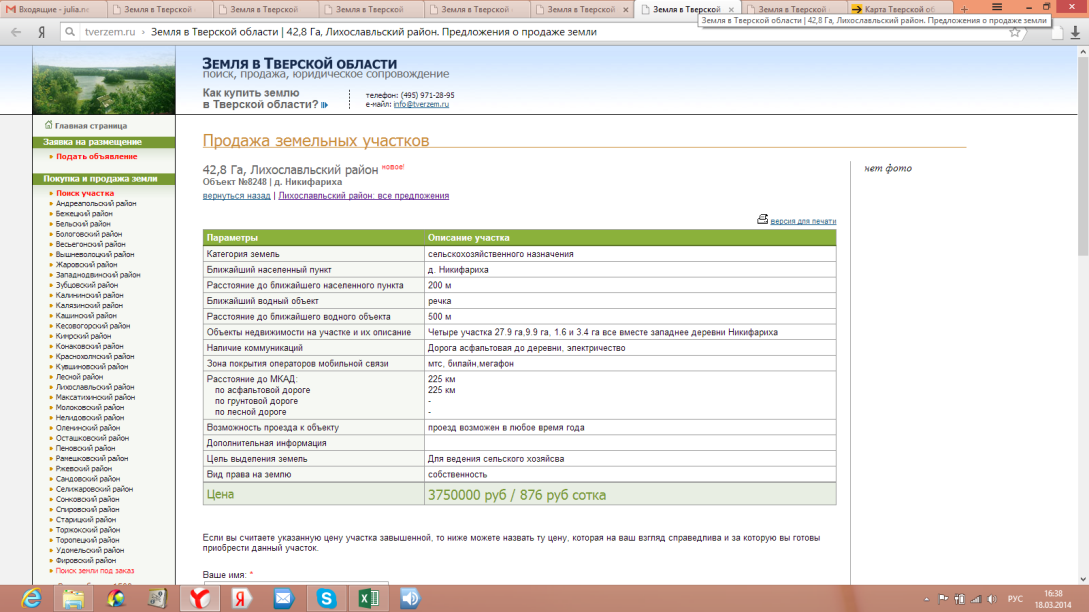 Входящие - julia.ne
Земля в Тверской
Земля в Тверской
Земля в Тверской
Земля в Тверской
Земля в Тверской
Земля в Тверской
Земля в Тверской
Карта Тверской об
Земля в Тверской области | 42,8 Га, Лихославльский район. Предложения о продаже земли
Я
tverzem.ru › Земля в Тверской области | 42,8 Га, Лихославльский район. Предложения о продаже земли
Земля в Тверской области
поиск, продажа, юридическое сопровождение
Как купить землю
в Тверской области?
телефон: (495) 971-28-95
е-майл: info@tverzem.ru
Главная страница
Заявка на размещение
Подать объявление
Покупка и продажа земли
Поиск участка
Андреапольский район
Бежецкий район
Бельский район
Бологовский район
Весьегонский район
Вышневолоцкий район
Жарковский район
Западнодвинский район
Зубцовский район
Калининский район
Калязинский район
Кашинский район
Кесовогорский район
Кимрский район
Конаковский район
Краснохолмский район
Кувшиновский район
Лесной район
Лихославльский район
Максатихинский район
Молоковский район
Нелидовский район
Оленинский район
Осташковский район
Пеновский район
Рамешковский район
Ржевский район
Сандовский район
Селижаровский район
Сонковский район
Спировский район
Старицкий район
Торжокский район
Торопецкий район
Удомельский район
Фировский район
Поиск земли под заказ
Продажа земельных участков
42,8 Га, Лихославльский район новое!
Объект №8248 | д. Никифариха
вернуться назад | Лихославльский район: все предложения
нет фото
версия для печати
Параметры Описание участка
Категория земель сельскохозяйственного назначения
Ближайший населенный пункт д. Никифариха
Расстояние до ближайшего населенного пункта 200 м
Ближайший водный объект речка
Расстояние до ближайшего водного объекта 500 м
Объекты недвижимости на участке и их описание Четыре участка 27.9 га,9.9 га, 1.6 и 3.4 га все вместе западнее деревни Никифариха
Наличие коммуникаций Дорога асфальтовая до деревни, электричество
Зона покрытия операторов мобильной связи мтс, билайн,мегафон
Расстояние до МКАД: 225 км
по асфальтовой дороге 225 км
по грунтовой дороге -
по лесной дороге -
Возможность проезда к объекту проезд возможен в любое время года
Дополнительная информация
Цель выделения земель Для ведения сельского хозяйсва
Вид права на землю собственность
Цена 3750000 руб / 876 руб сотка
Если вы считаете указанную цену участка завышенной, то ниже можете назвать ту цену, которая на ваш взгляд справедлива и за которую вы готовы
приобрести данный участок.
Ваше имя: *
РУС
16:38
18.03.2014